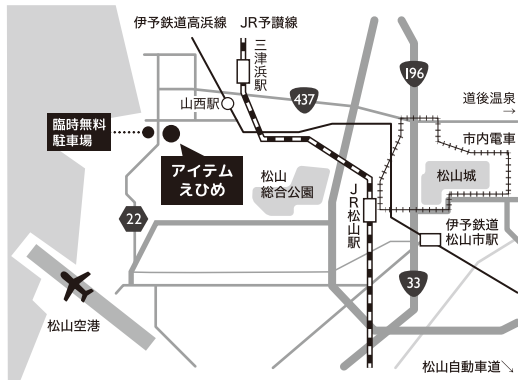 伊予鉄道高浜線 JR予讃線
三津浜駅
山西駅
437
196
道後温泉
→
臨時無料
駐車場
アイテム
えひめ
市内電車
松山
総合公園
松山城
JR松山駅
22
伊予鉄道
松山市駅
33
松山空港
松山自動車道↘